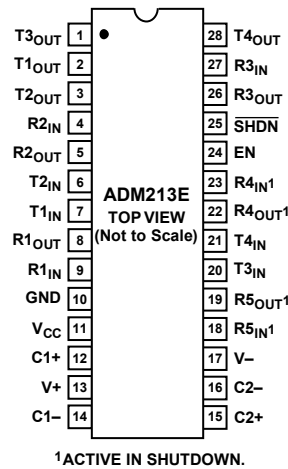 T3OUT 1 28 T4OUT
T1OUT 2 27 R3IN
T2OUT 3 26 R3OUT
R2IN 4 25 SHDN
R2OUT 5 24 EN
T2IN 6 23 R4IN1
T1IN 7 22 R4OUT1
R1OUT 8 21 T4IN
R1IN 9 20 T3IN
GND 10 19 R5OUT1
VCC 11 18 R5IN1
C1+ 12 17 V–
V+ 13 16 C2–
C1– 14 15 C2+
ADM213E
TOP VIEW
(Not to Scale)
1ACTIVE IN SHUTDOWN.